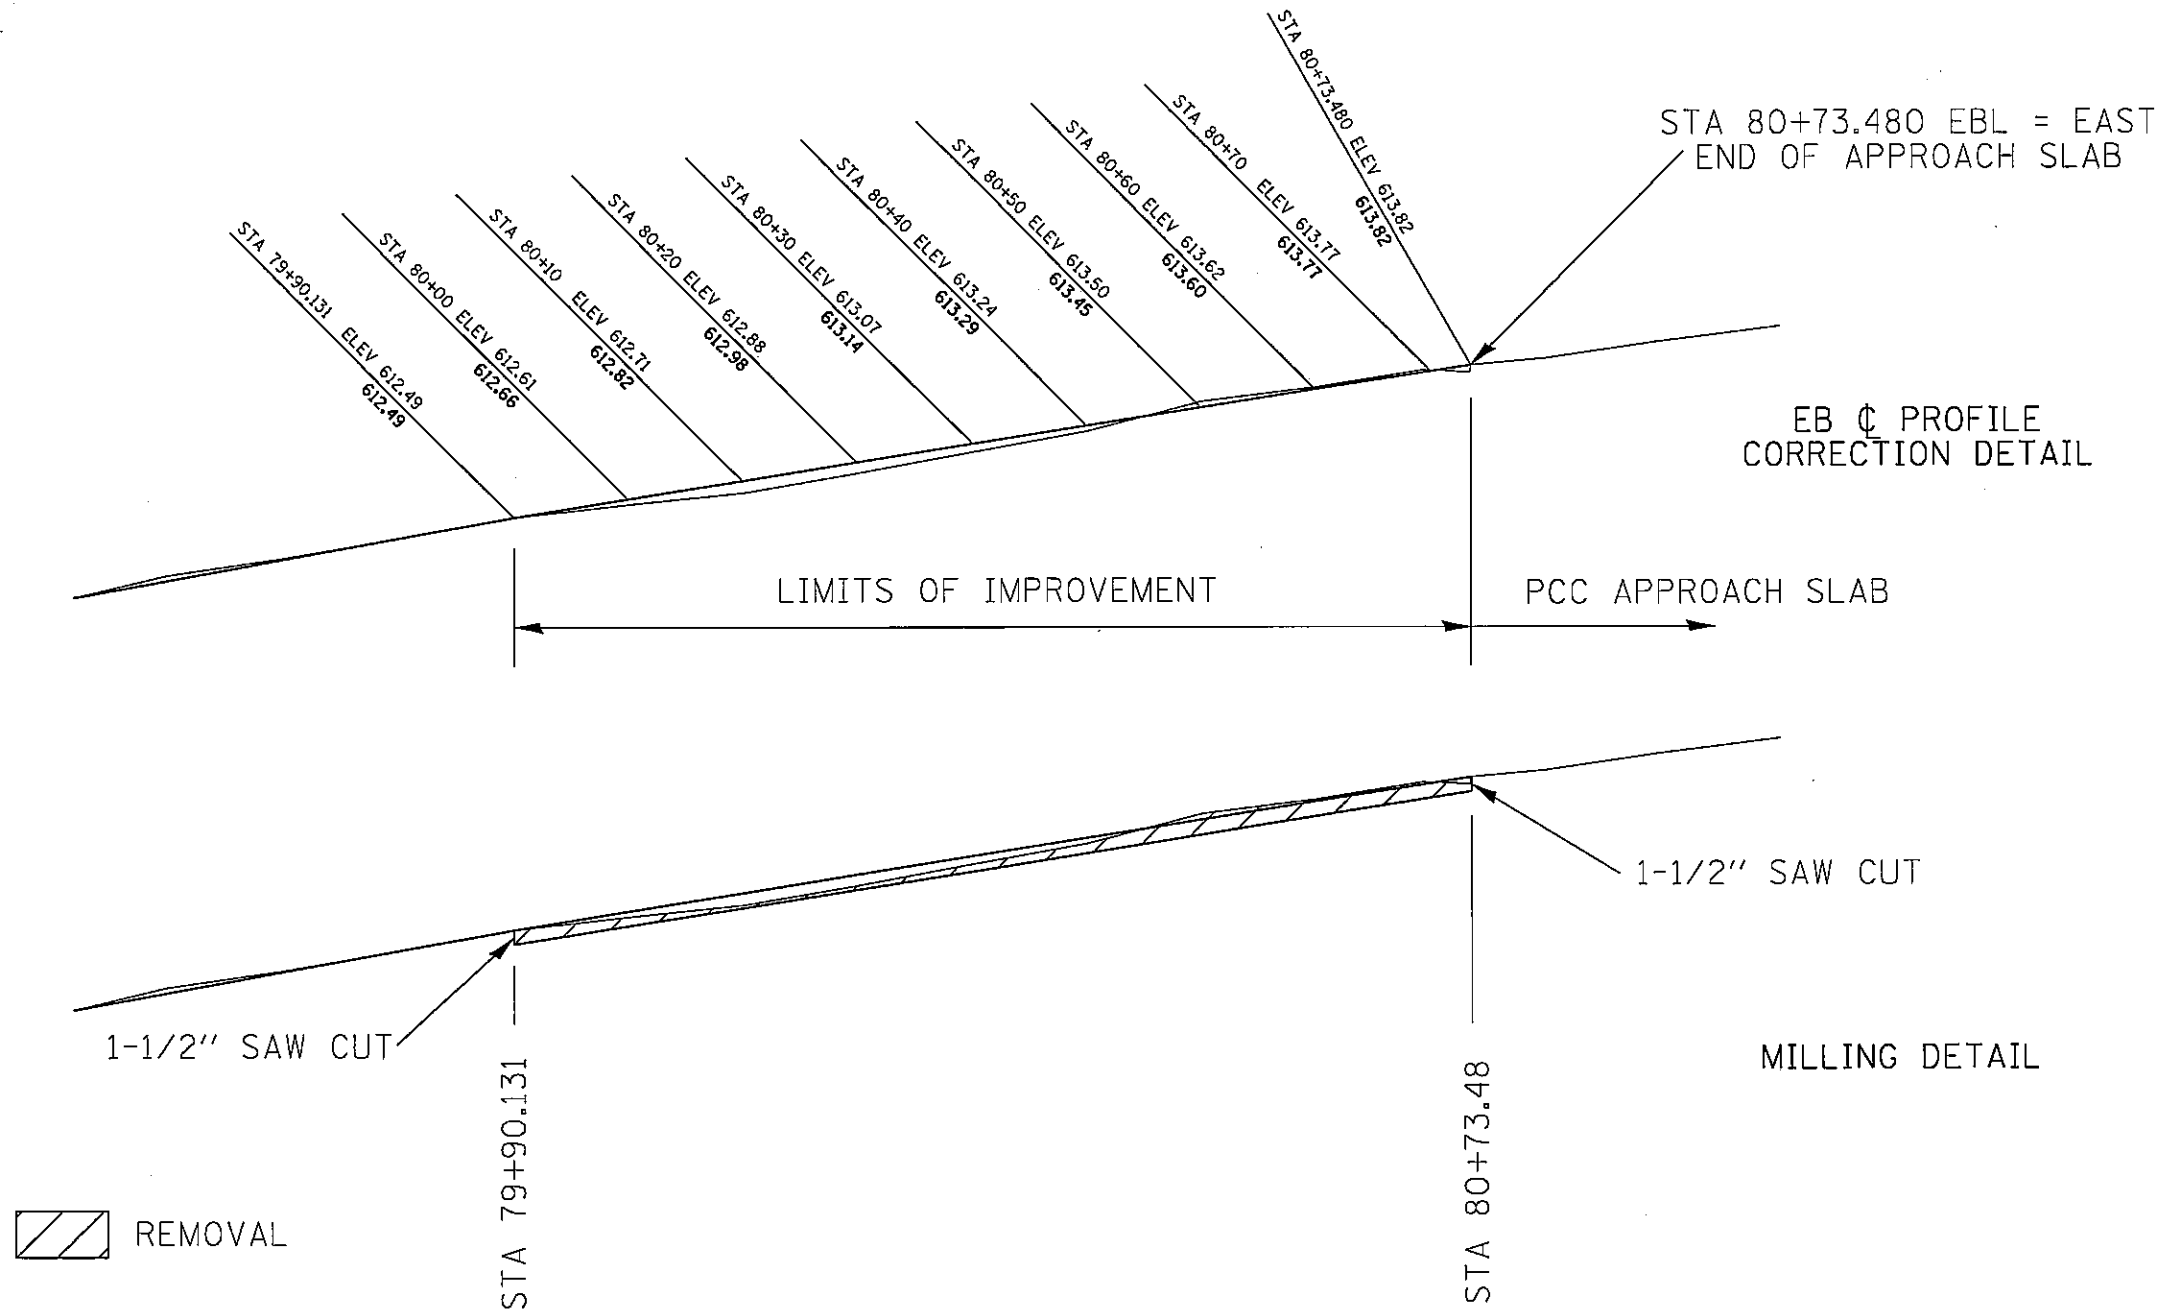 STA 79+90.131 ELEV 612.49
612.49
STA 80+00 ELEV 612.61
612.66
STA 80+10 ELEV 612.71
612.82
STA 80+20 ELEV 612.88
612.98
STA 80+30 ELEV 613.07
613.14
STA 80+40 ELEV 613.24
613.29
STA 80+50 ELEV 613.50
613.45
STA 80+60 ELEV 613.62
613.60
STA 80+70 ELEV 613.77
613.77
STA 80+73.480 ELEV 613.82
613.82
STA 80+73.480 EBL = EAST
END OF APPROACH SLAB
EB ℄ PROFILE
CORRECTION DETAIL
LIMITS OF IMPROVEMENT
PCC APPROACH SLAB
1-1/2" SAW CUT
1-1/2" SAW CUT
MILLING DETAIL
STA 79+90.131
STA 80+73.48
REMOVAL